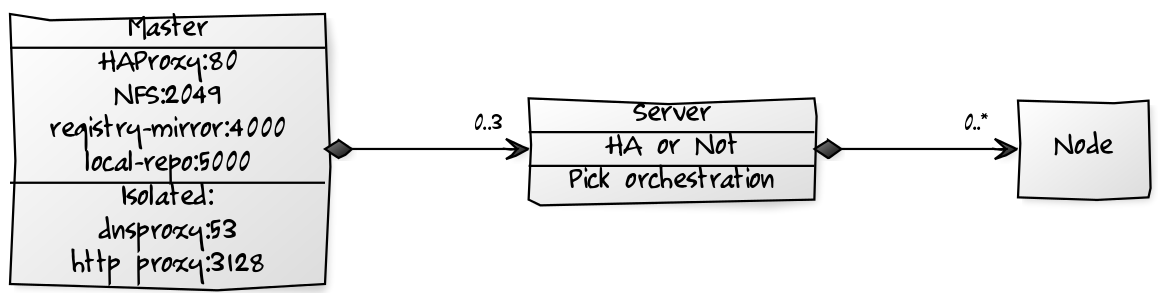 Master
HAProxy:80
NFS:2049
registry-mirror:4000
local-repo:5000
Isolated:
dnsproxy:53
http proxy:3128
0..3
Server
HA or Not
Pick orchestration
0..*
Node